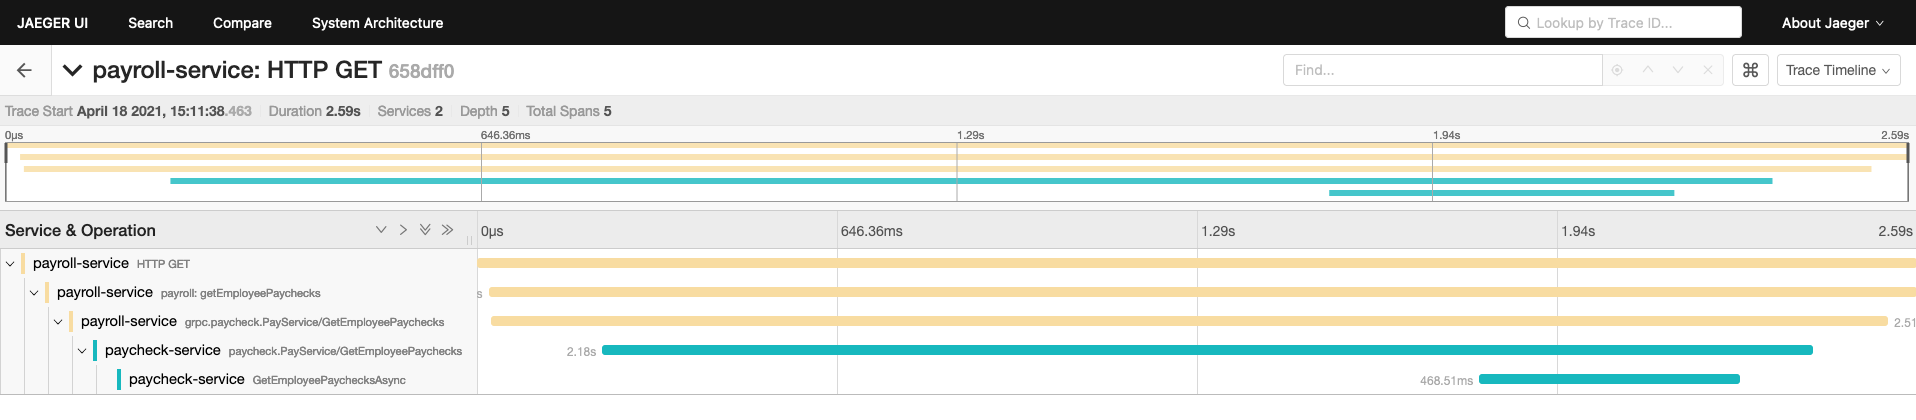 JAEGER UI Search Compare System Architecture Lookup by Trace ID... About Jaeger
payroll-service: HTTP GET 658dff0 Find... Trace Timeline
Trace Start April 18 2021, 15:11:38.463 Duration 2.59s Services 2 Depth 5 Total Spans 5
0μs 646.36ms 1.29s 1.94s 2.59s
Service & Operation 0μs 646.36ms 1.29s 1.94s 2.59s
payroll-service HTTP GET
payroll-service payroll: getEmployeePaychecks s
payroll-service grpc.paycheck.PayService/GetEmployeePaychecks 2.51
paycheck-service paycheck.PayService/GetEmployeePaychecks 2.18s
paycheck-service GetEmployeePaychecksAsync 468.51ms